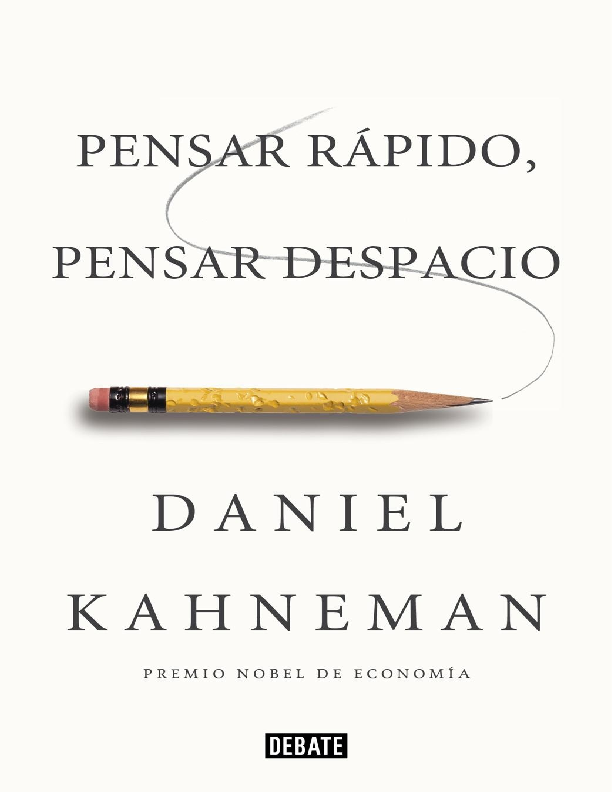 PENSAR RÁPIDO,
PENSAR DESPACIO
DANIEL
KAHNEMAN
PREMIO NOBEL DE ECONOMÍA
DEBATE